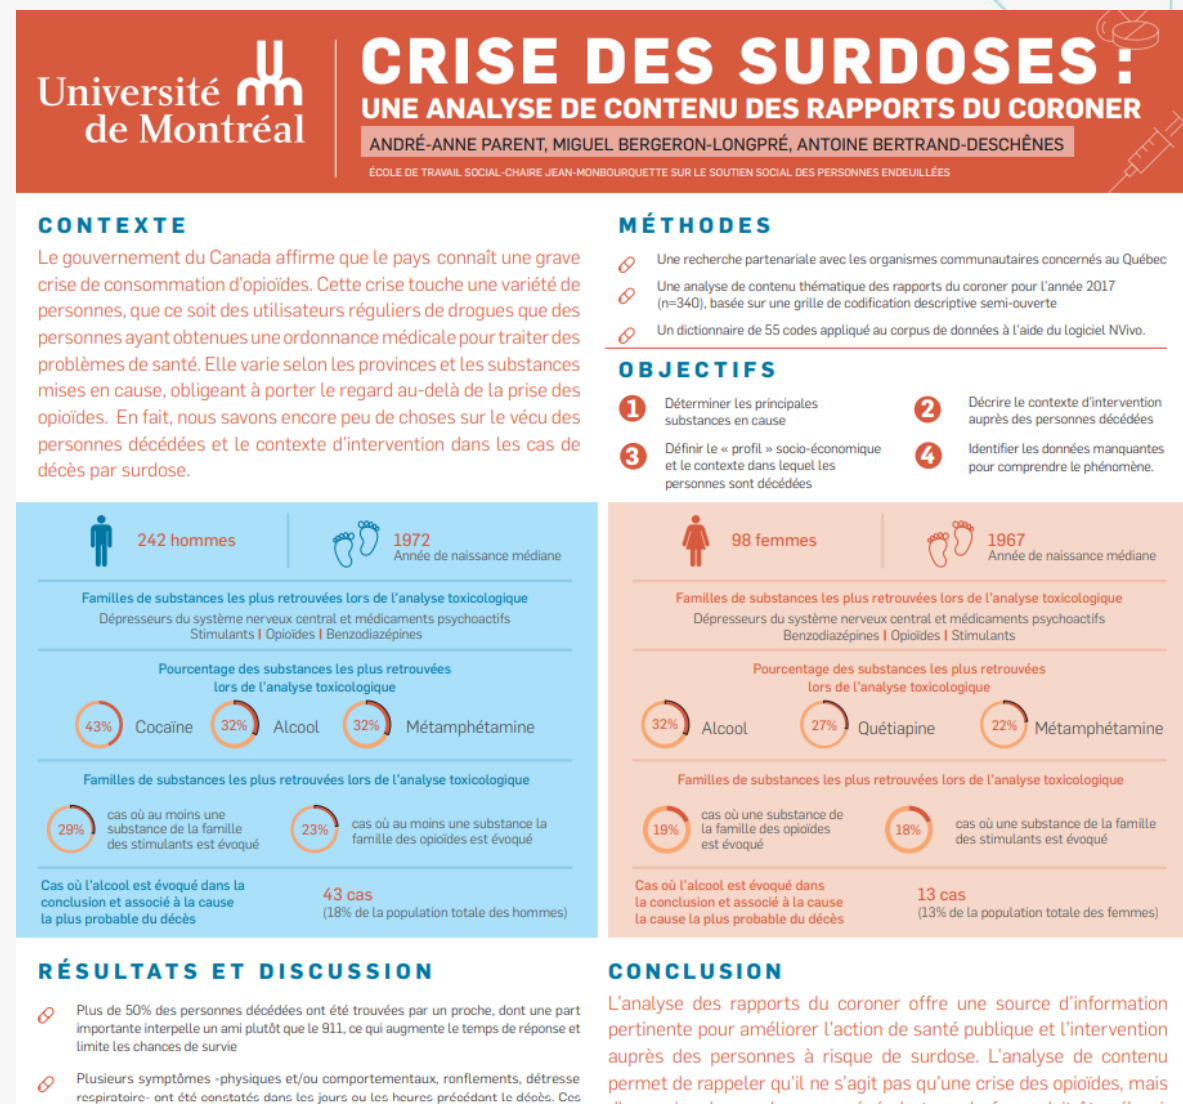 Université
de Montréal
CRISE DES SURDOSES :
UNE ANALYSE DE CONTENU DES RAPPORTS DU CORONER
ANDRÉ-ANNE PARENT, MIGUEL BERGERON-LONGPRÉ, ANTOINE BERTRAND-DESCHÊNES
ÉCOLE DE TRAVAIL SOCIAL-CHAIRE JEAN-MONBOURQUETTE SUR LE SOUTIEN SOCIAL DES PERSONNES ENDEUILLÉES
CONTEXTE
Le gouvernement du Canada affirme que le pays connaît une grave
crise de consommation d'opioïdes. Cette crise touche une variété de
personnes, que ce soit des utilisateurs réguliers de drogues que des
personnes ayant obtenues une ordonnance médicale pour traiter des
problèmes de santé. Elle varie selon les provinces et les substances
mises en cause, obligeant à porter le regard au-delà de la prise des
opioïdes. En fait, nous savons encore peu de choses sur le vécu des
personnes décédées et le contexte d'intervention dans les cas de
décès par surdose.
MÉTHODES
Une recherche partenariale avec les organismes communautaires concernés au Québec
Une analyse de contenu thématique des rapports du coroner pour l'année 2017
(n=340), basée sur une grille de codification descriptive semi-ouverte
Un dictionnaire de 55 codes appliqué au corpus de données à l'aide du logiciel NVivo.
OBJECTIFS
1
Déterminer les principales
substances en cause
2
Décrire le contexte d'intervention
auprès des personnes décédées
3
Définir le « profil » socio-économique
et le contexte dans lequel les
personnes sont décédées
4
Identifier les données manquantes
pour comprendre le phénomène.
242 hommes
1972
Année de naissance médiane
Familles de substances les plus retrouvées lors de l'analyse toxicologique
Dépresseurs du système nerveux central et médicaments psychoactifs
Stimulants | Opioïdes | Benzodiazépines
Pourcentage des substances les plus retrouvées
lors de l'analyse toxicologique
43% Cocaïne 32% Alcool 32% Métamphétamine
Familles de substances les plus retrouvées lors de l'analyse toxicologique
29%
cas où au moins une
substance de la famille
des stimulants est évoqué
23%
cas où au moins une substance la
famille des opioïdes est évoqué
Cas où l'alcool est évoqué dans la
conclusion et associé à la cause
la plus probable du décès
43 cas
(18% de la population totale des hommes)
98 femmes
1967
Année de naissance médiane
Familles de substances les plus retrouvées lors de l'analyse toxicologique
Dépresseurs du système nerveux central et médicaments psychoactifs
Benzodiazépines | Opioïdes | Stimulants
Pourcentage des substances les plus retrouvées
lors de l'analyse toxicologique
32% Alcool 27% Quétiapine 22% Métamphétamine
Familles de substances les plus retrouvées lors de l'analyse toxicologique
19%
cas où une substance de
la famille des opioïdes
est évoqué
18%
cas où une substance de la famille
des stimulants est évoqué
Cas où l'alcool est évoqué dans
la conclusion et associé à la cause
la cause la plus probable du décès
13 cas
(13% de la population totale des femmes)
RÉSULTATS ET DISCUSSION
Plus de 50% des personnes décédées ont été trouvées par un proche, dont une part
importante interpelle un ami plutôt que le 911, ce qui augmente le temps de réponse et
limite les chances de survie
Plusieurs symptômes -physiques et/ou comportementaux, ronflements, détresse
respiratoire- ont été constatés dans les jours ou les heures précédant le décès. Ces
CONCLUSION
L'analyse des rapports du coroner offre une source d'information
pertinente pour améliorer l'action de santé publique et l'intervention
auprès des personnes à risque de surdose. L'analyse de contenu
permet de rappeler qu'il ne s'agit pas qu'une crise des opioïdes, mais